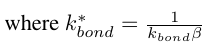 where $k^*_{bond} = \frac{1}{k_{bond}\beta}$